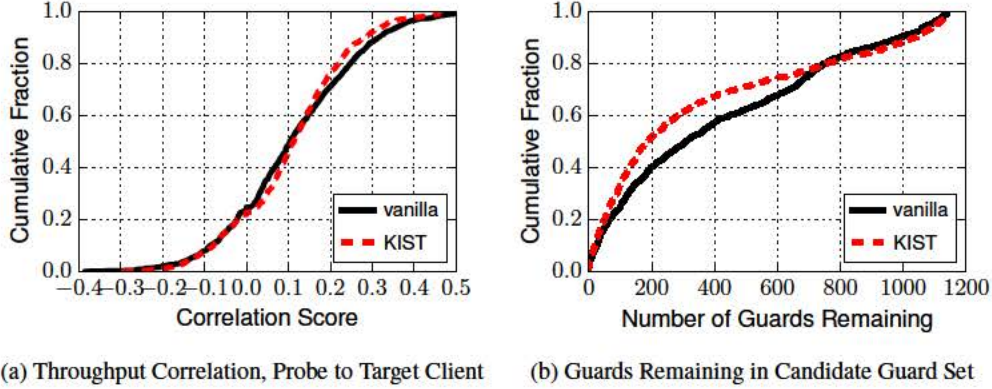 1.0
0.8
0.6
0.4
0.2
0.0
Cumulative Fraction
−0.4−0.3−0.2−0.1 0.0 0.1 0.2 0.3 0.4 0.5
Correlation Score
vanilla
KIST
(a) Throughput Correlation, Probe to Target Client
1.0
0.8
0.6
0.4
0.2
0.0
Cumulative Fraction
0 200 400 600 800 1000 1200
Number of Guards Remaining
vanilla
KIST
(b) Guards Remaining in Candidate Guard Set